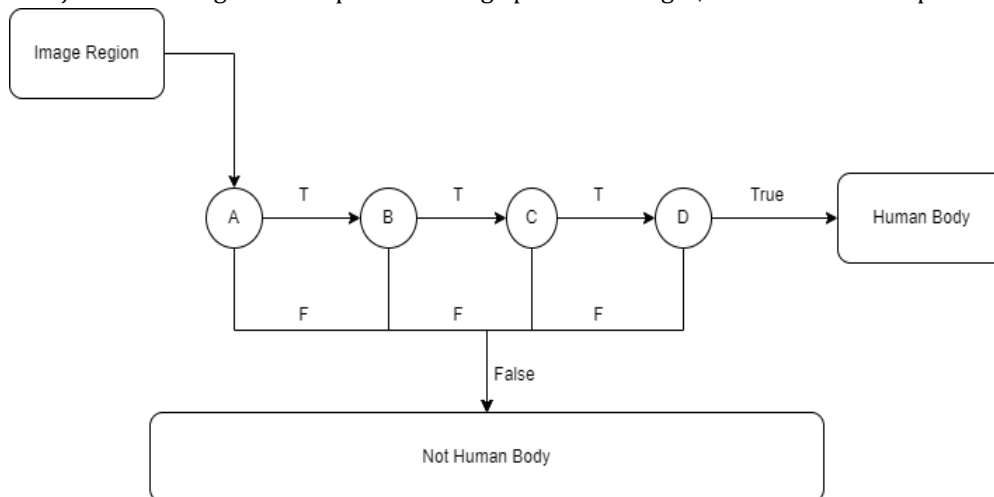 Image Region
A
T
B
T
C
T
D
True
Human Body
F
F
F
False
Not Human Body